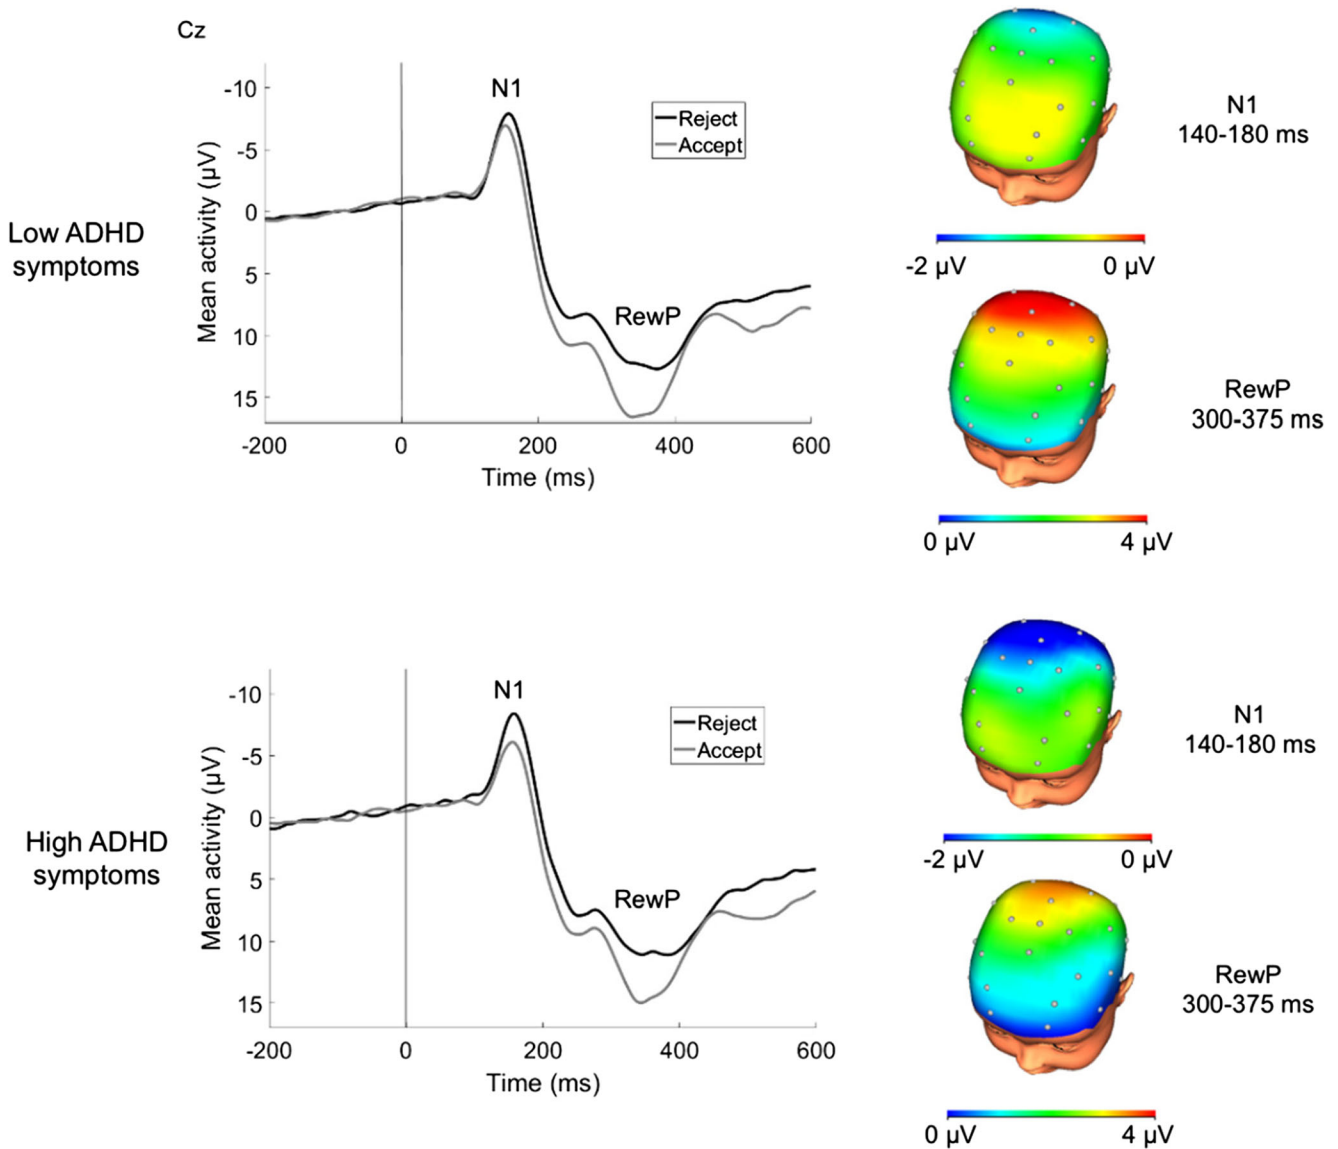 Cz
N1
-10
-5
0
5
10
15
Mean activity (µV)
Reject
Accept
RewP
-200
0
200
400
600
Time (ms)
Low ADHD
symptoms
N1
140-180 ms
-2 µV
0 µV
RewP
300-375 ms
0 µV
4 µV
N1
-10
-5
0
5
10
15
Mean activity (µV)
Reject
Accept
RewP
-200
0
200
400
600
Time (ms)
High ADHD
symptoms
N1
140-180 ms
-2 µV
0 µV
RewP
300-375 ms
0 µV
4 µV